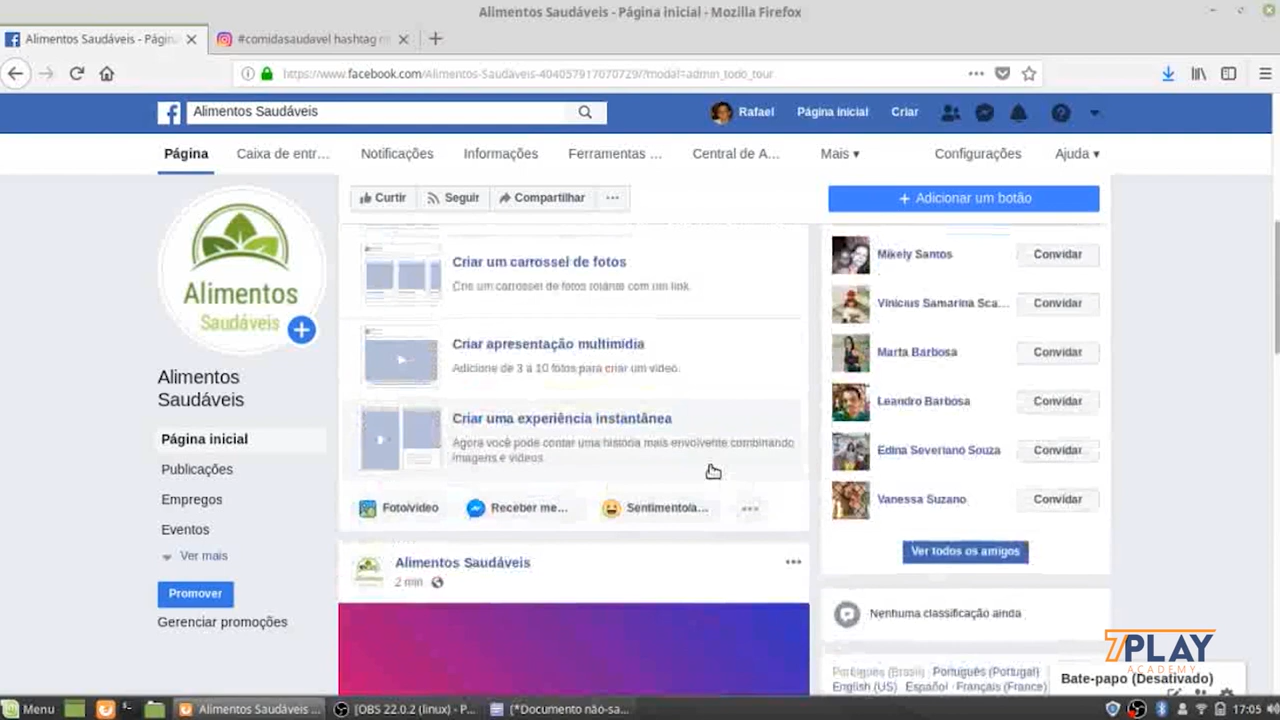 Alimentos Saudáveis - Página inicial - Mozilla Firefox
Alimentos Saudáveis - Págin
#comidasaudavel hashtag
https://www.facebook.com/Alimentos-Saudáveis-404057917070729/?modal=admin_todo_tour
Alimentos Saudáveis
Rafael
Página inicial
Criar
Página
Caixa de entr...
Notificações
Informações
Ferramentas ...
Central de A...
Mais
Configurações
Ajuda
Curtir
Seguir
Compartilhar
+ Adicionar um botão
Alimentos
Saudáveis
Alimentos
Saudáveis
Página inicial
Publicações
Empregos
Eventos
Ver mais
Promover
Gerenciar promoções
Criar um carrossel de fotos
Crie um carrossel de fotos rolante com um link.
Criar apresentação multimídia
Adicione de 3 a 10 fotos para criar um vídeo.
Criar uma experiência instantânea
Agora você pode contar uma história mais envolvente combinando
imagens e vídeos.
Foto/vídeo
Receber me...
Sentimento/a...
Alimentos Saudáveis
2 min
Mikely Santos
Convidar
Vinicius Samarina Sca...
Convidar
Marta Barbosa
Convidar
Leandro Barbosa
Convidar
Edina Severiano Souza
Convidar
Vanessa Suzano
Convidar
Ver todos os amigos
Nenhuma classificação ainda
Português (Brasil) · Português (Portugal)
English (US) · Español · Français (France)
7PLAY
ACADEMY
Bate-papo (Desativado)
Menu
Alimentos Saudáveis ...
[OBS 22.0.2 (linux) - P...
[*Documento não-sa...
17:05